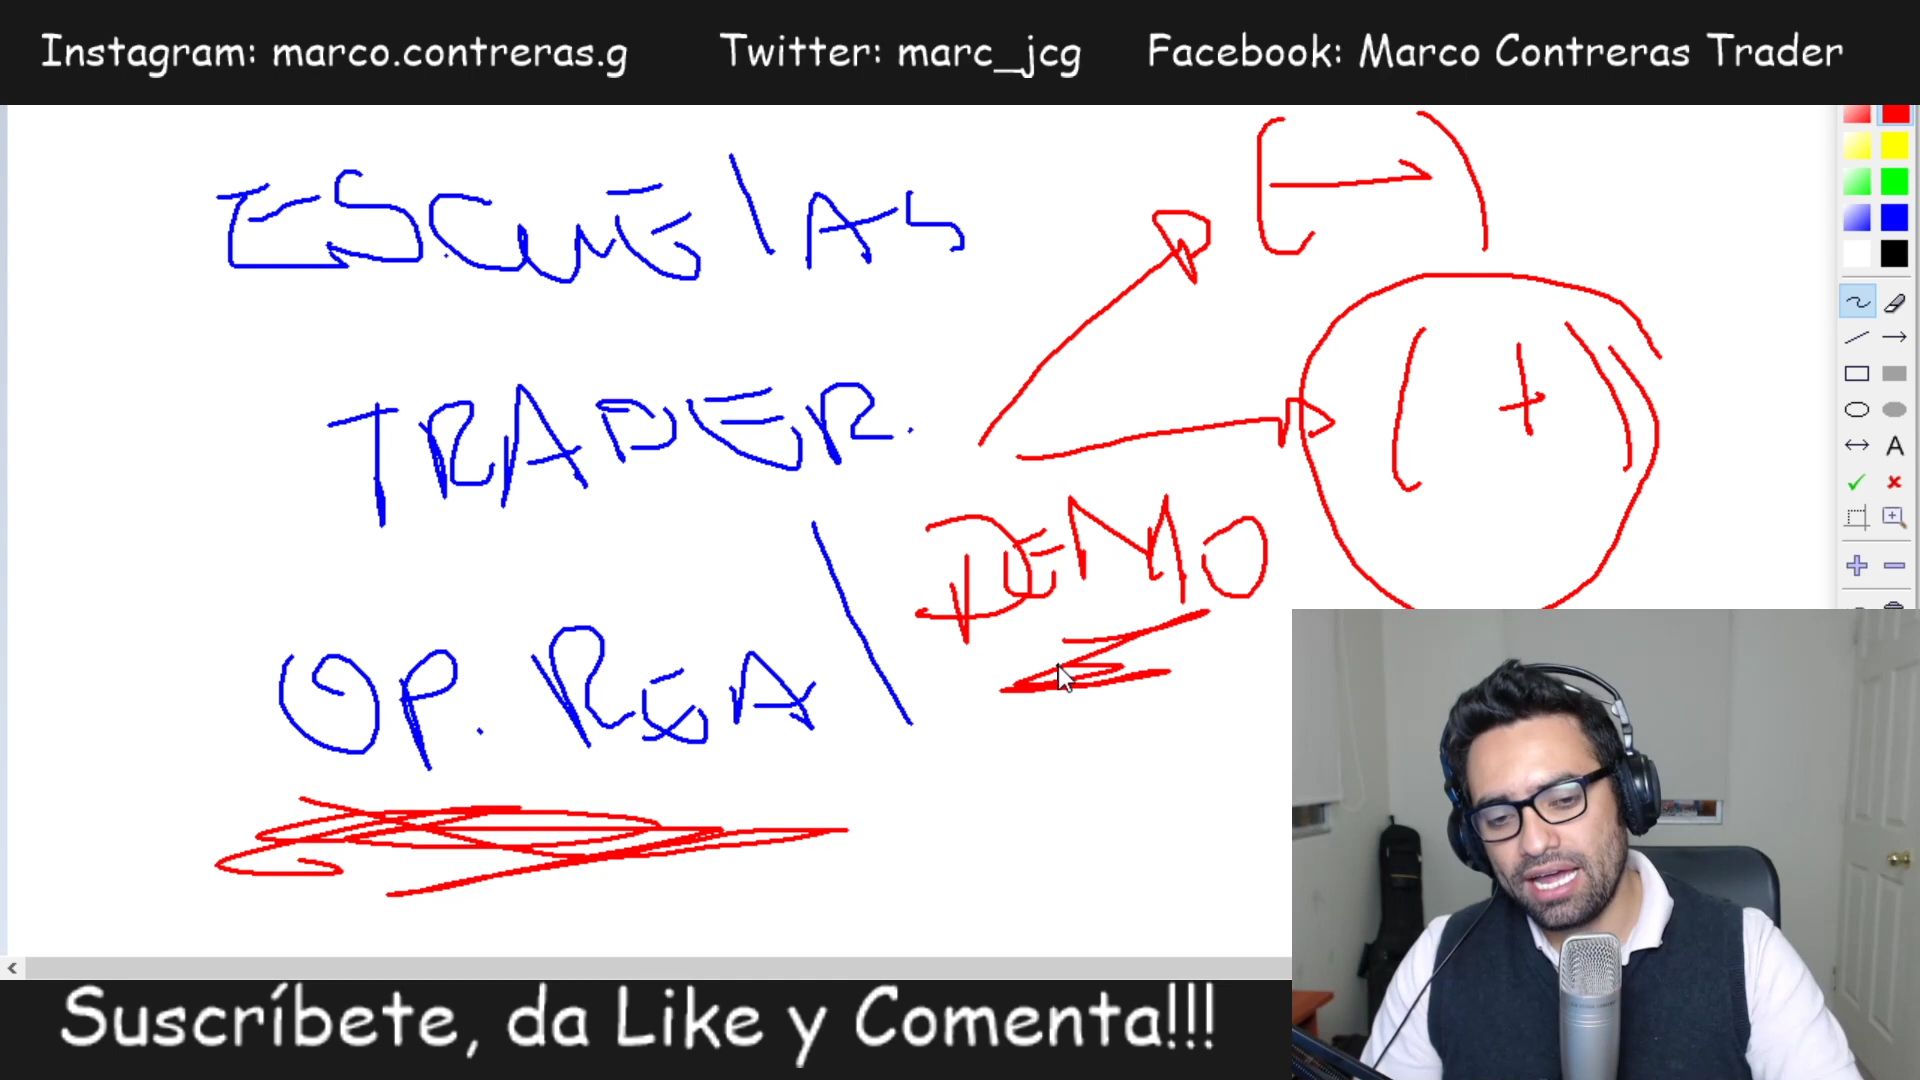 Instagram: marco.contreras.g Twitter: marc_jcg Facebook: Marco Contreras Trader
ESCUElAS
TRADER.
DEMO
OP. REAl
(+)
A
Suscríbete, da Like y Comenta!!!